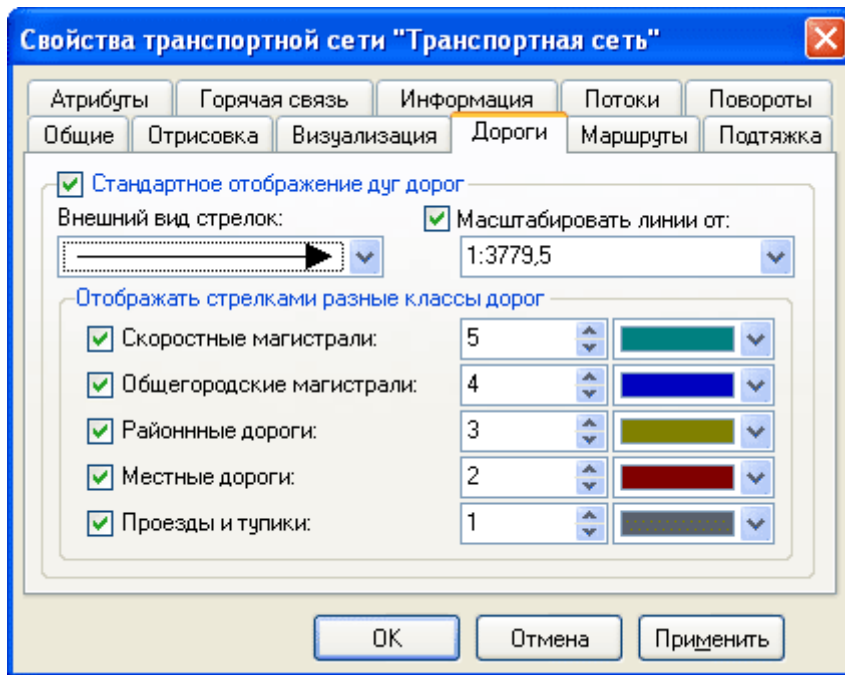 Свойства транспортной сети "Транспортная сеть"
Атрибуты Горячая связь Информация Потоки Повороты
Общие Отрисовка Визуализация Дороги Маршруты Подтяжка
Стандартное отображение дуг дорог
Внешний вид стрелок: Масштабировать линии от:
1:3779,5
Отображать стрелками разные классы дорог
Скоростные магистрали: 5
Общегородские магистрали: 4
Районнные дороги: 3
Местные дороги: 2
Проезды и тупики: 1
OK Отмена Применить